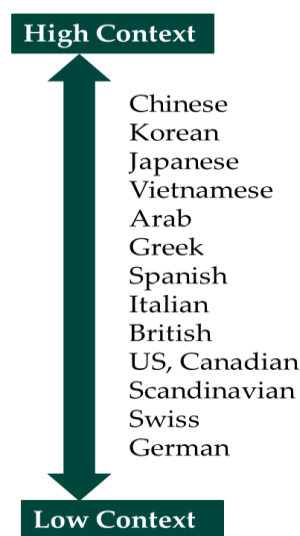 High Context
Chinese
Korean
Japanese
Vietnamese
Arab
Greek
Spanish
Italian
British
US, Canadian
Scandinavian
Swiss
German
Low Context